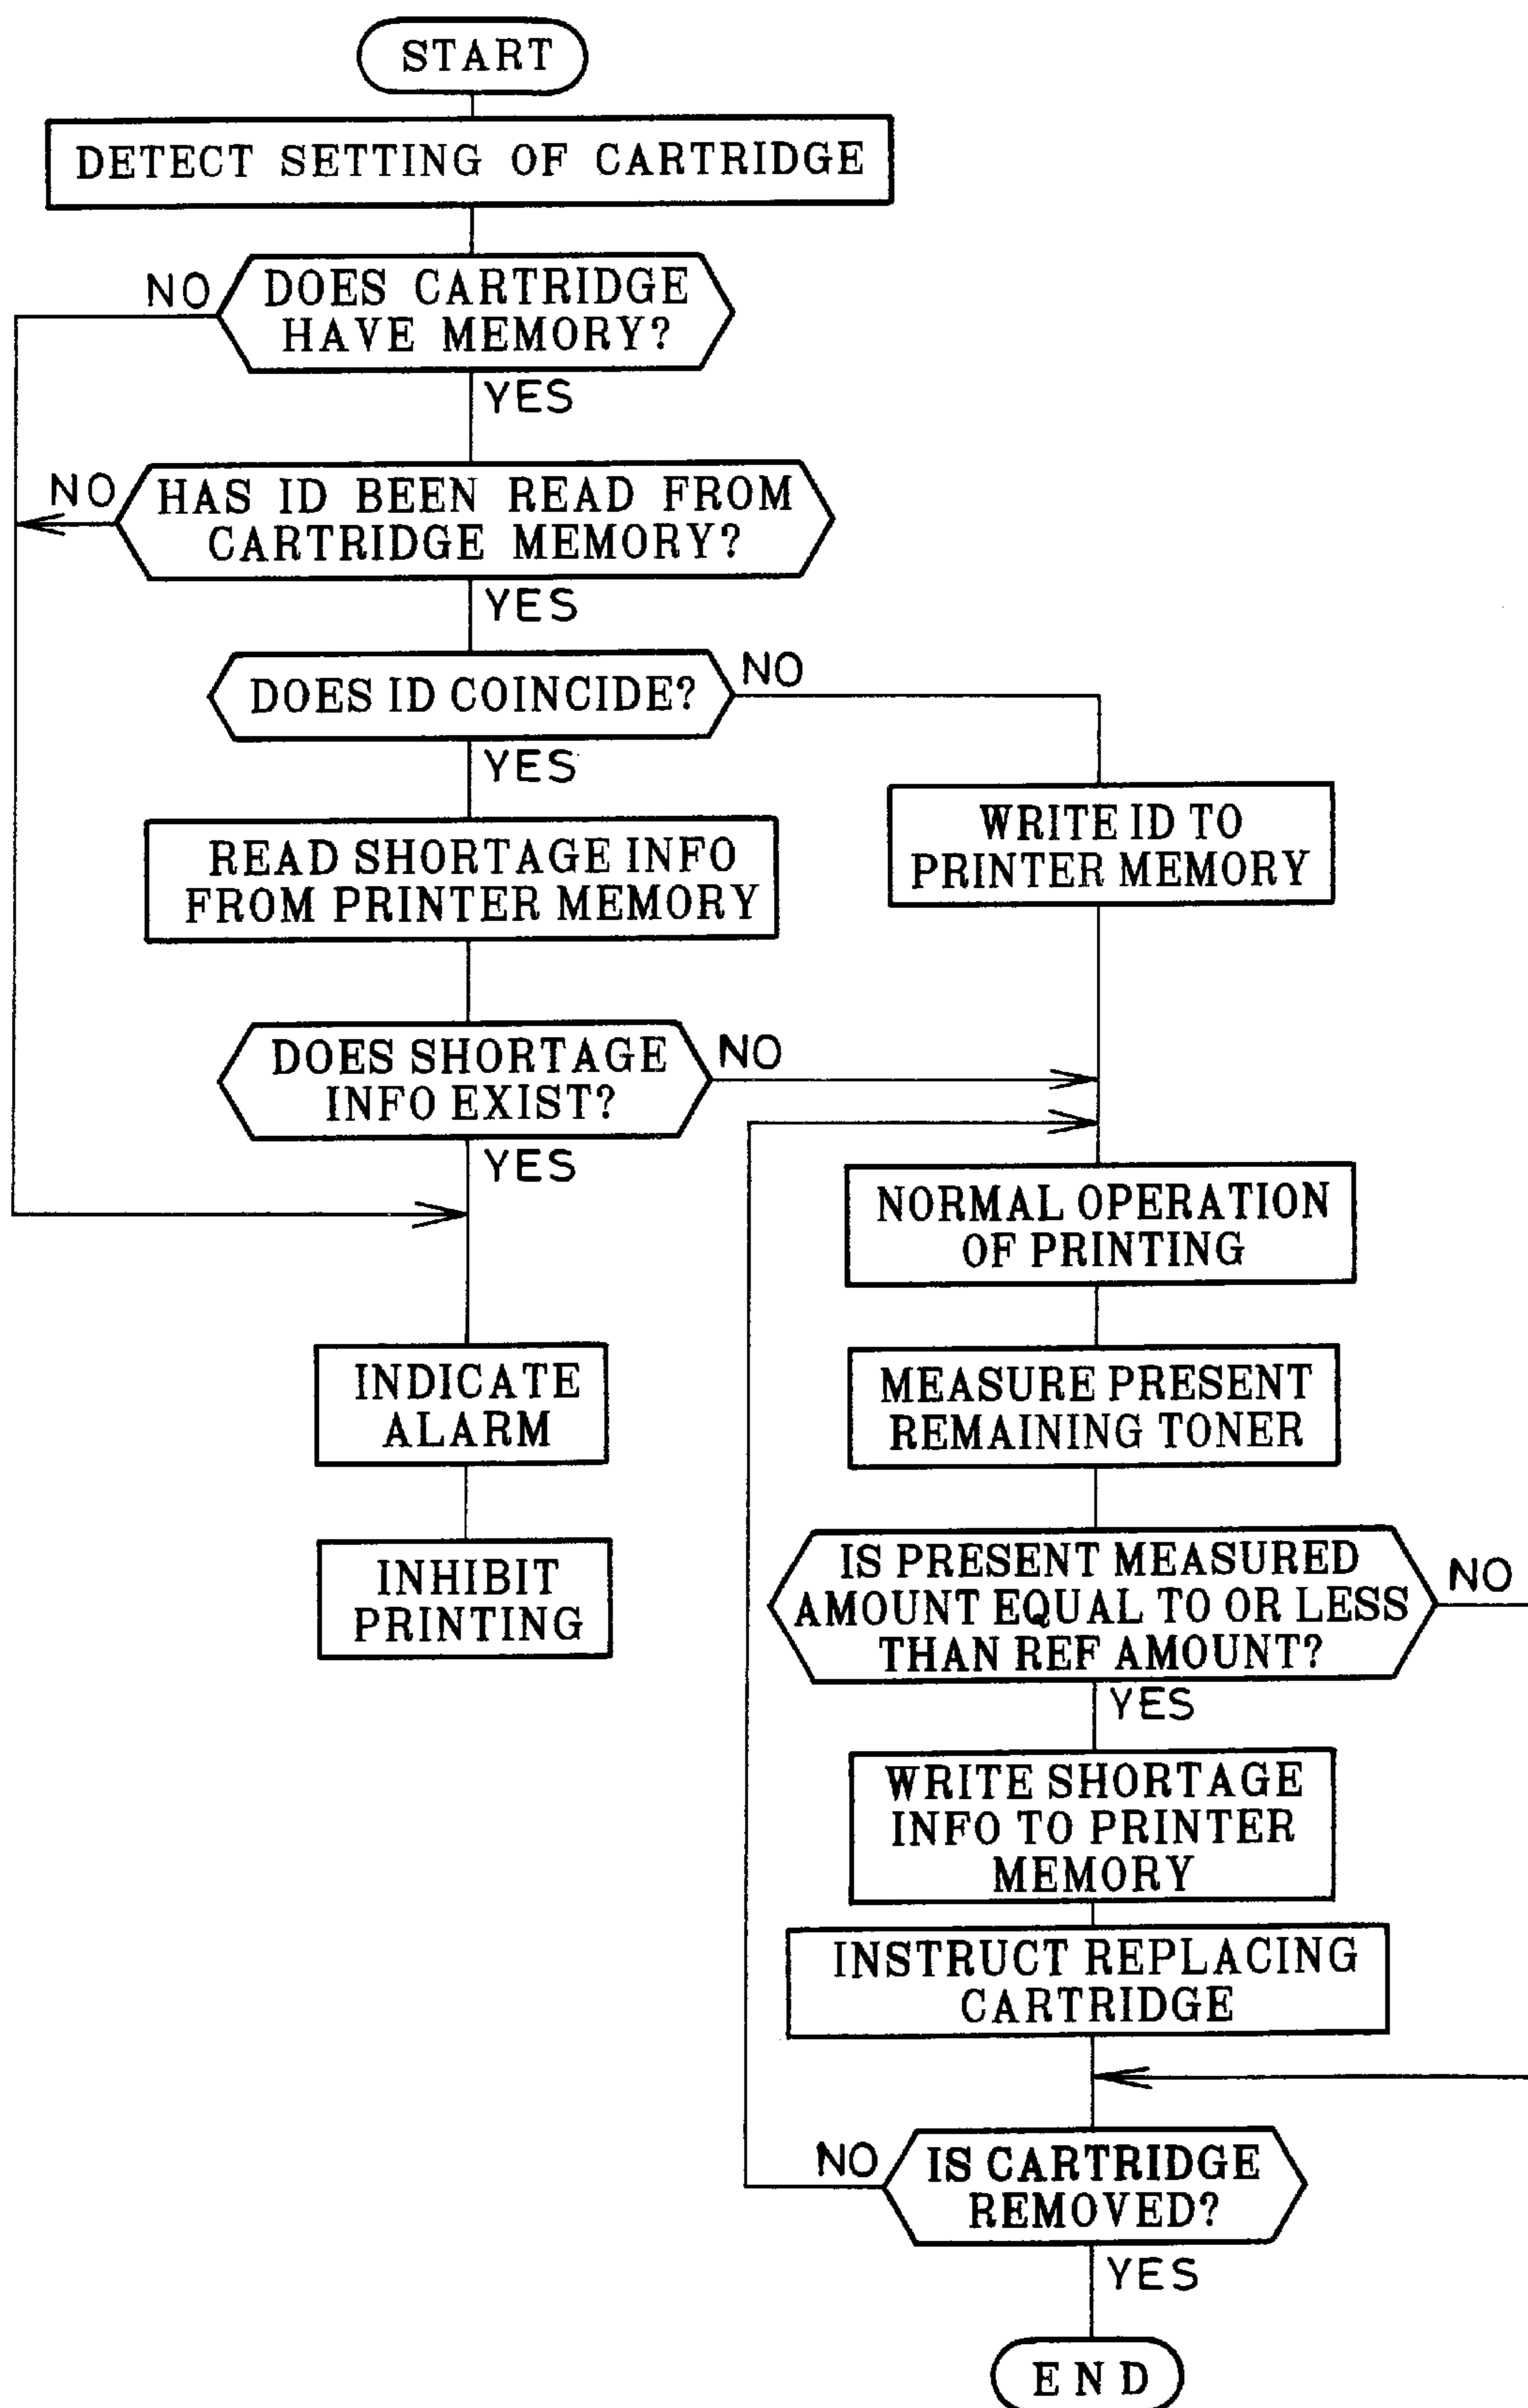 START
DETECT SETTING OF CARTRIDGE
NO
DOES CARTRIDGE
HAVE MEMORY?
YES
NO
HAS ID BEEN READ FROM
CARTRIDGE MEMORY?
YES
DOES ID COINCIDE?
NO
YES
READ SHORTAGE INFO
FROM PRINTER MEMORY
WRITE ID TO
PRINTER MEMORY
DOES SHORTAGE
INFO EXIST?
NO
YES
INDICATE
ALARM
INHIBIT
PRINTING
NORMAL OPERATION
OF PRINTING
MEASURE PRESENT
REMAINING TONER
IS PRESENT MEASURED
AMOUNT EQUAL TO OR LESS
THAN REF AMOUNT?
NO
YES
WRITE SHORTAGE
INFO TO PRINTER
MEMORY
INSTRUCT REPLACING
CARTRIDGE
NO
IS CARTRIDGE
REMOVED?
YES
END